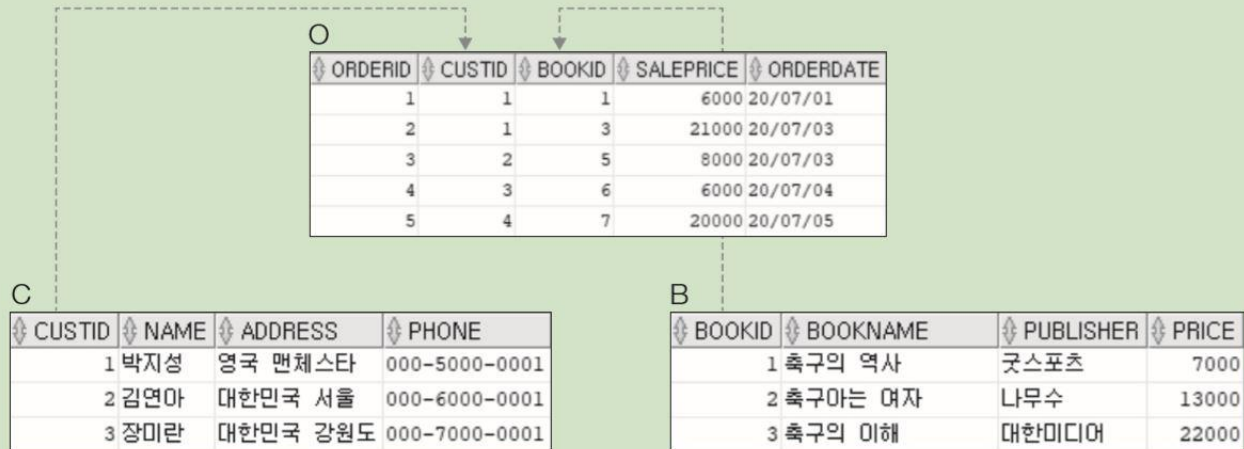 O
ORDERID CUSTID BOOKID SALEPRICE ORDERDATE
1 1 1 6000 20/07/01
2 1 3 21000 20/07/03
3 2 5 8000 20/07/03
4 3 6 6000 20/07/04
5 4 7 20000 20/07/05
C
CUSTID NAME ADDRESS PHONE
1 박지성 영국 맨체스타 000-5000-0001
2 김연아 대한민국 서울 000-6000-0001
3 장미란 대한민국 강원도 000-7000-0001
B
BOOKID BOOKNAME PUBLISHER PRICE
1 축구의 역사 굿스포츠 7000
2 축구아는 여자 나무수 13000
3 축구의 이해 대한미디어 22000